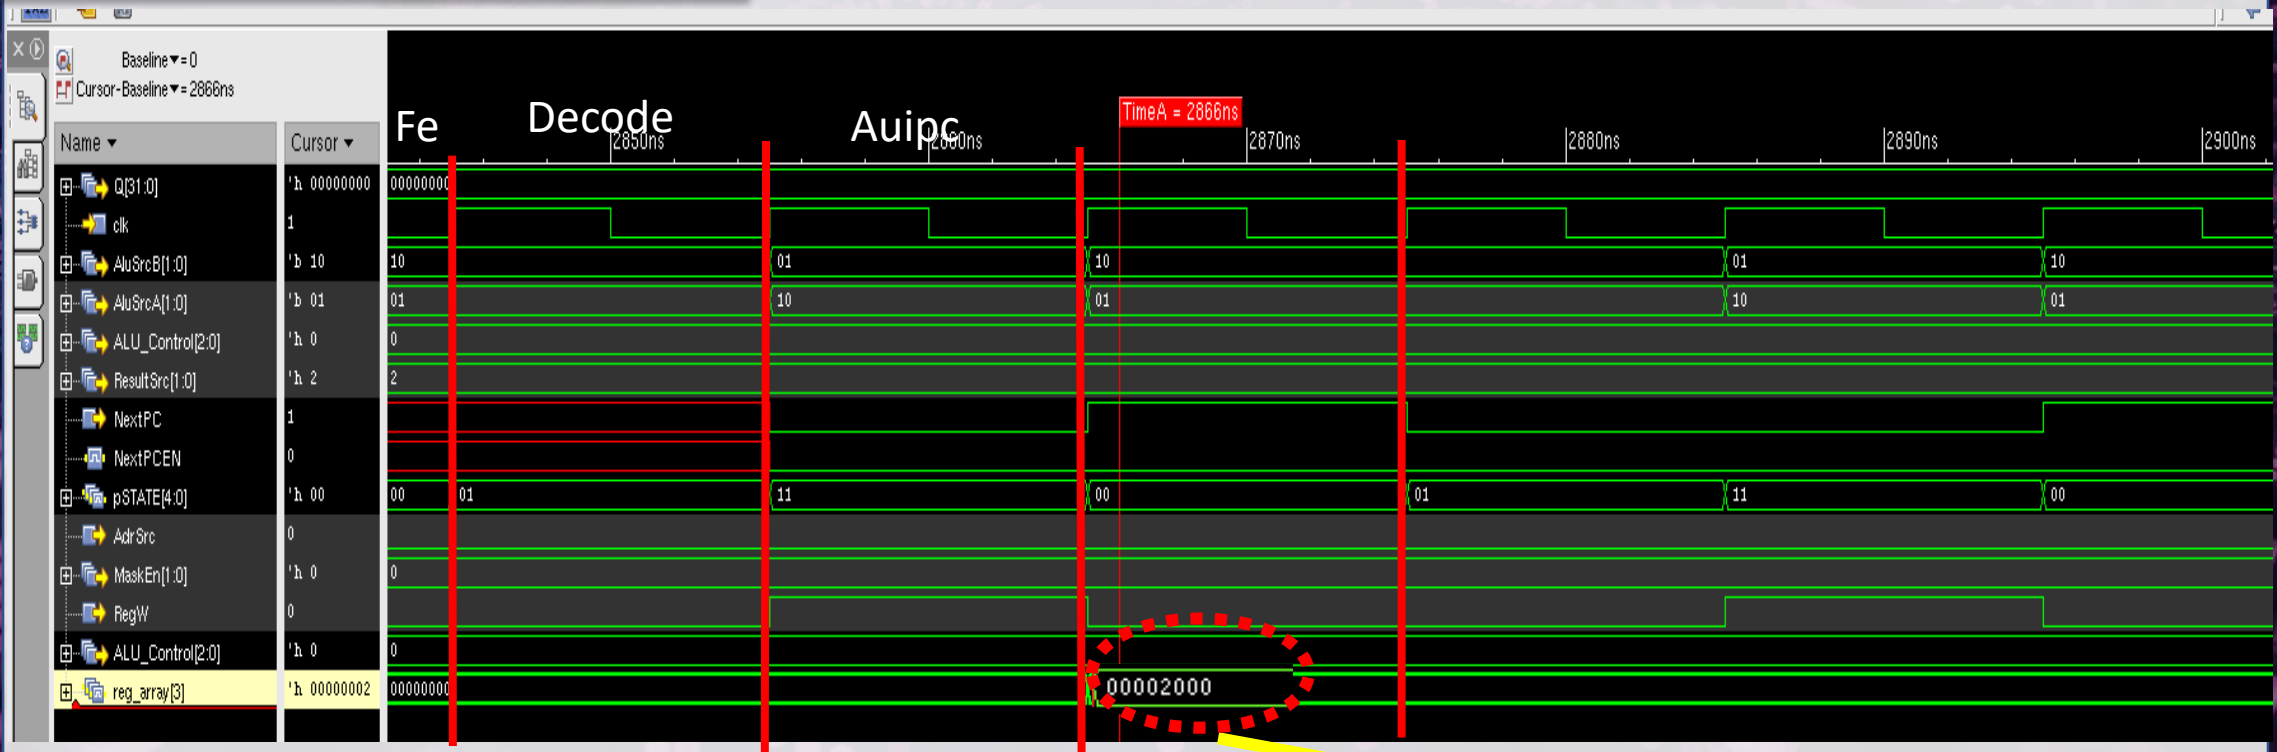 Baseline▼= 0
Cursor-Baseline▼= 2866ns
Fe Decode Auipc TimeA = 2866ns
Name ▼ Cursor ▼ 2850ns 2860ns 2870ns 2880ns 2890ns 2900ns
Q[31:0] 'h 00000000 00000000
clk 1
AluSrcB[1:0] 'b 10 10 01 10 01 10
AluSrcA[1:0] 'b 01 01 10 01 10 01
ALU_Control[2:0] 'h 0 0
ResultSrc[1:0] 'h 2 2
NextPC 1
NextPCEN 0
pSTATE[4:0] 'h 00 00 01 11 00 01 11 00
AdrSrc 0
MaskEn[1:0] 'h 0 0
RegW 0
ALU_Control[2:0] 'h 0 0
reg_array[3] 'h 00000002 00000000 00002000